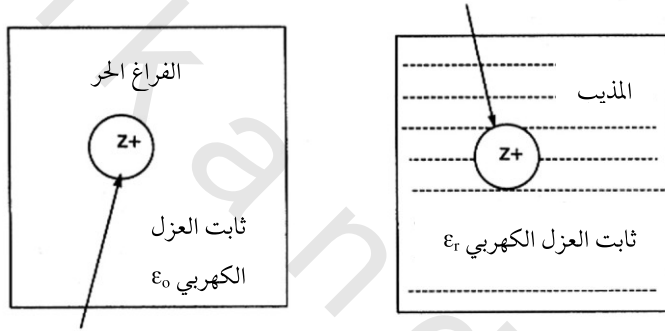 الفراغ الحر
z+
ثابت العزل
الكهربي ε₀
المذيب
z+
ثابت العزل الكهربي εᵣ